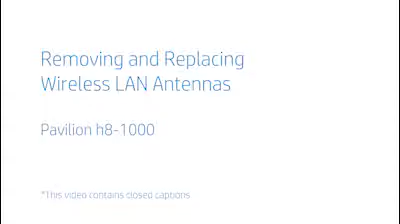 Removing and Replacing
Wireless LAN Antennas
Pavilion h8-1000
*This video contains closed captions